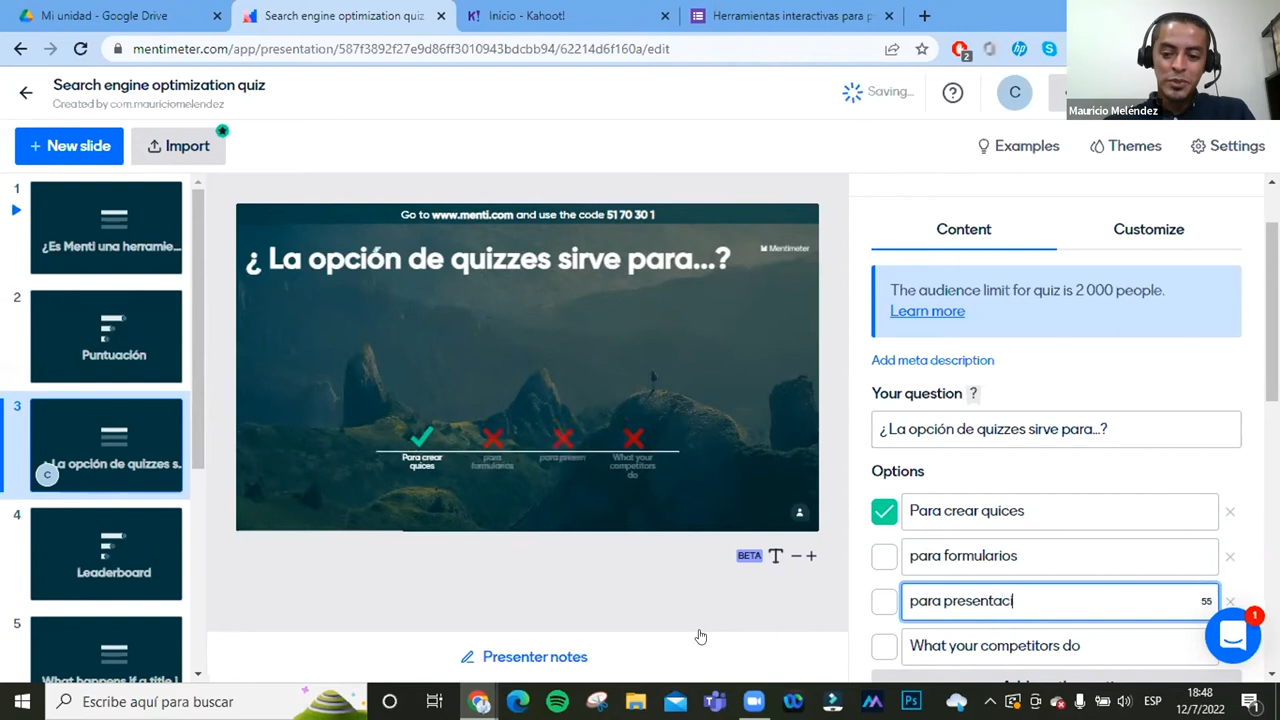 Mi unidad - Google Drive
Search engine optimization quiz
Inicio - Kahoot!
Herramientas interactivas para p
mentimeter.com/app/presentation/587f3892f27e9d86ff3010943bdcbb94/62214d6f160a/edit
2
Search engine optimization quiz
Created by com.mauriciomelendez
Saving...
C
Mauricio Meléndez
+ New slide
Import
Examples
Themes
Settings
1
¿Es Menti una herramie...
2
Puntuación
3
¿La opción de quizzes s..
C
4
Leaderboard
5
What happens if a title i
Go to www.menti.com and use the code 51 70 30 1
¿ La opción de quizzes sirve para...?
Mentimeter
Para crear quices
para formularios
para presen
What your competitors do
BETA
Presenter notes
Content
Customize
The audience limit for quiz is 2 000 people.
Learn more
Add meta description
Your question ?
¿ La opción de quizzes sirve para...?
Options
Para crear quices
para formularios
para presentaci
55
What your competitors do
1
Escribe aquí para buscar
ESP
18:48
12/7/2022
1